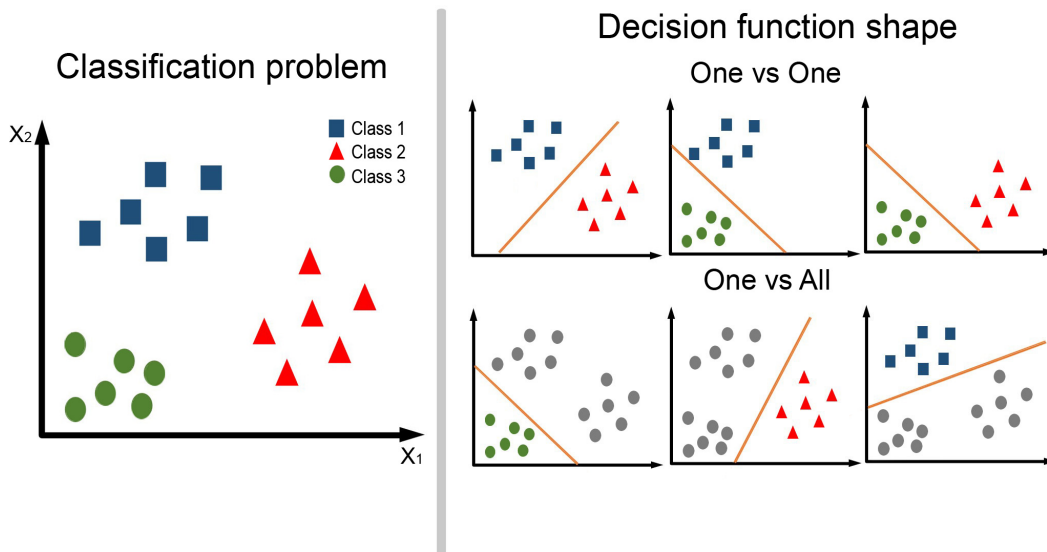 Classification problem
X₂
Class 1
Class 2
Class 3
X₁
Decision function shape
One vs One
One vs All